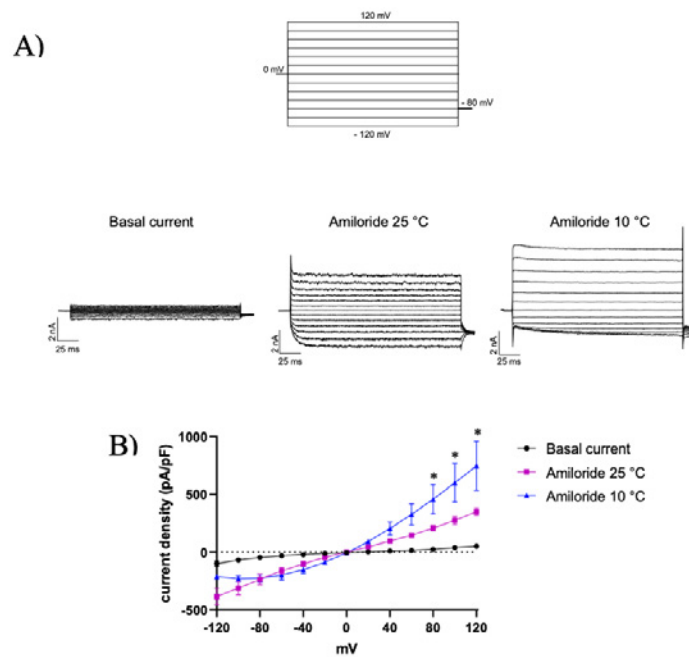 A)
120 mV
0 mV
- 80 mV
- 120 mV
Basal current
Amiloride 25 °C
Amiloride 10 °C
2 nA
25 ms
2 nA
25 ms
2 nA
25 ms
B)
current density (pA/pF)
1000
500
0
-500
* * *
-120 -80 -40 0 40 80 120
mV
Basal current
Amiloride 25 °C
Amiloride 10 °C